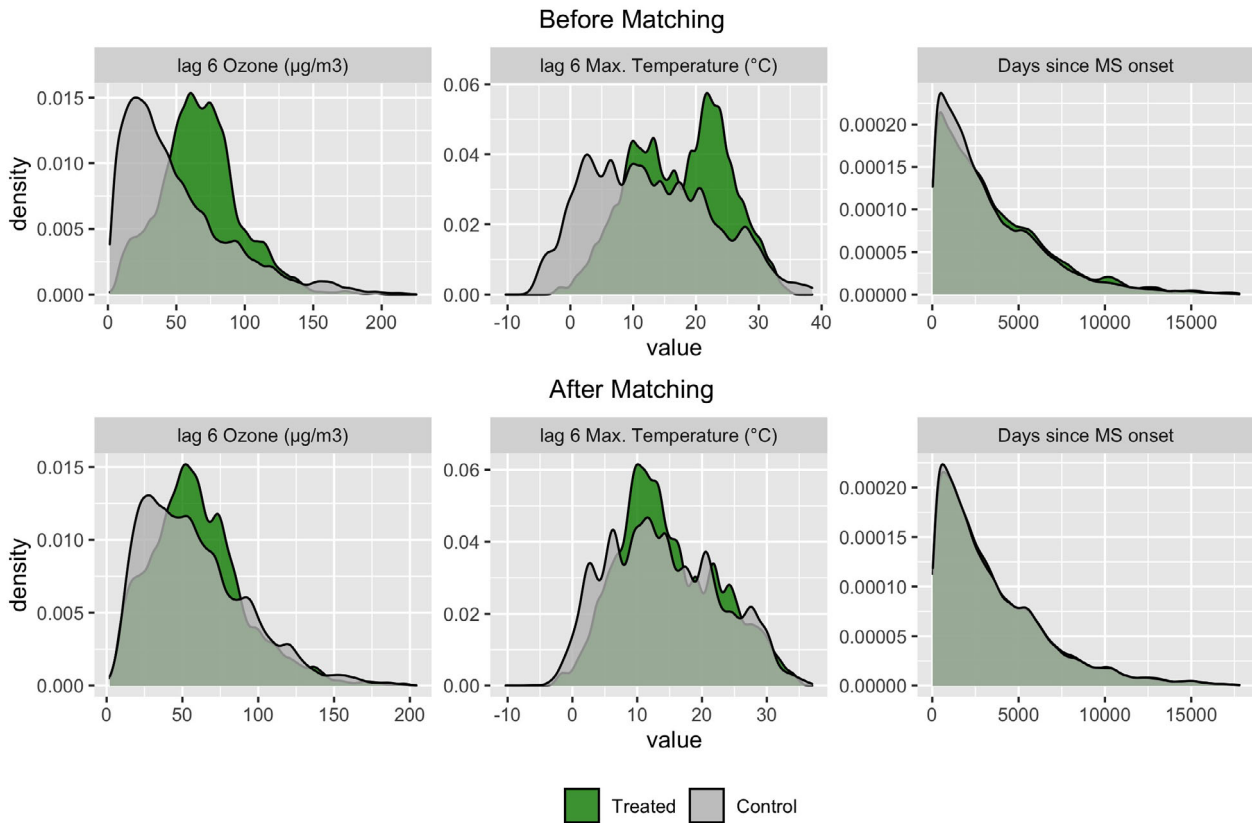 Before Matching
lag 6 Ozone (µg/m3)
lag 6 Max. Temperature (°C)
Days since MS onset
density
0.015
0.010
0.005
0.000
0 50 100 150 200
0.06
0.04
0.02
0.00
-10 0 10 20 30 40
0.00020
0.00015
0.00010
0.00005
0.00000
0 5000 10000 15000
value
After Matching
lag 6 Ozone (µg/m3)
lag 6 Max. Temperature (°C)
Days since MS onset
density
0.015
0.010
0.005
0.000
0 50 100 150 200
0.06
0.04
0.02
0.00
-10 0 10 20 30
0.00020
0.00015
0.00010
0.00005
0.00000
0 5000 10000 15000
value
Treated Control